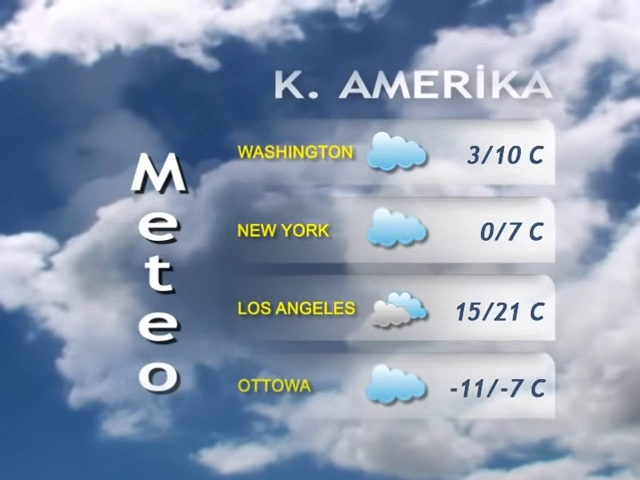 K. AMERİKA
Meteo
WASHINGTON 3/10 C
NEW YORK 0/7 C
LOS ANGELES 15/21 C
OTTOWA -11/-7 C